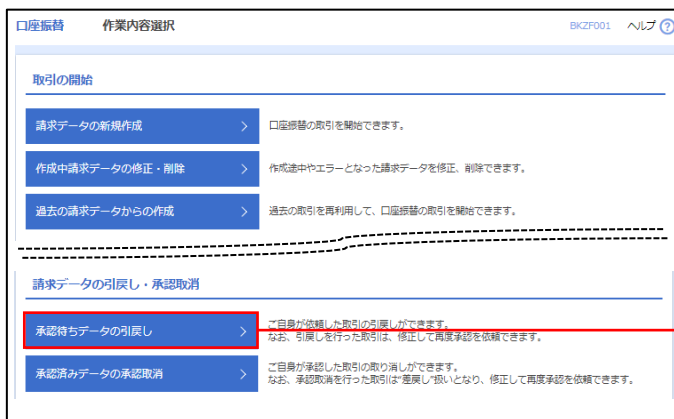 口座振替 作業内容選択 BKZF001 ヘルプ ?
取引の開始
請求データの新規作成 口座振替の取引を開始できます。
作成中請求データの修正・削除 作成途中やエラーとなった請求データを修正、削除できます。
過去の請求データからの作成 過去の取引を再利用して、口座振替の取引を開始できます。
請求データの引戻し・承認取消
承認待ちデータの引戻し ご自身が依頼した取引の引戻しができます。
なお、引戻しを行った取引は、修正して再度承認を依頼できます。
承認済みデータの承認取消 ご自身が承認した取引の取り消しができます。
なお、承認取消を行った取引は“差戻し”扱いとなり、修正して再度承認を依頼できます。